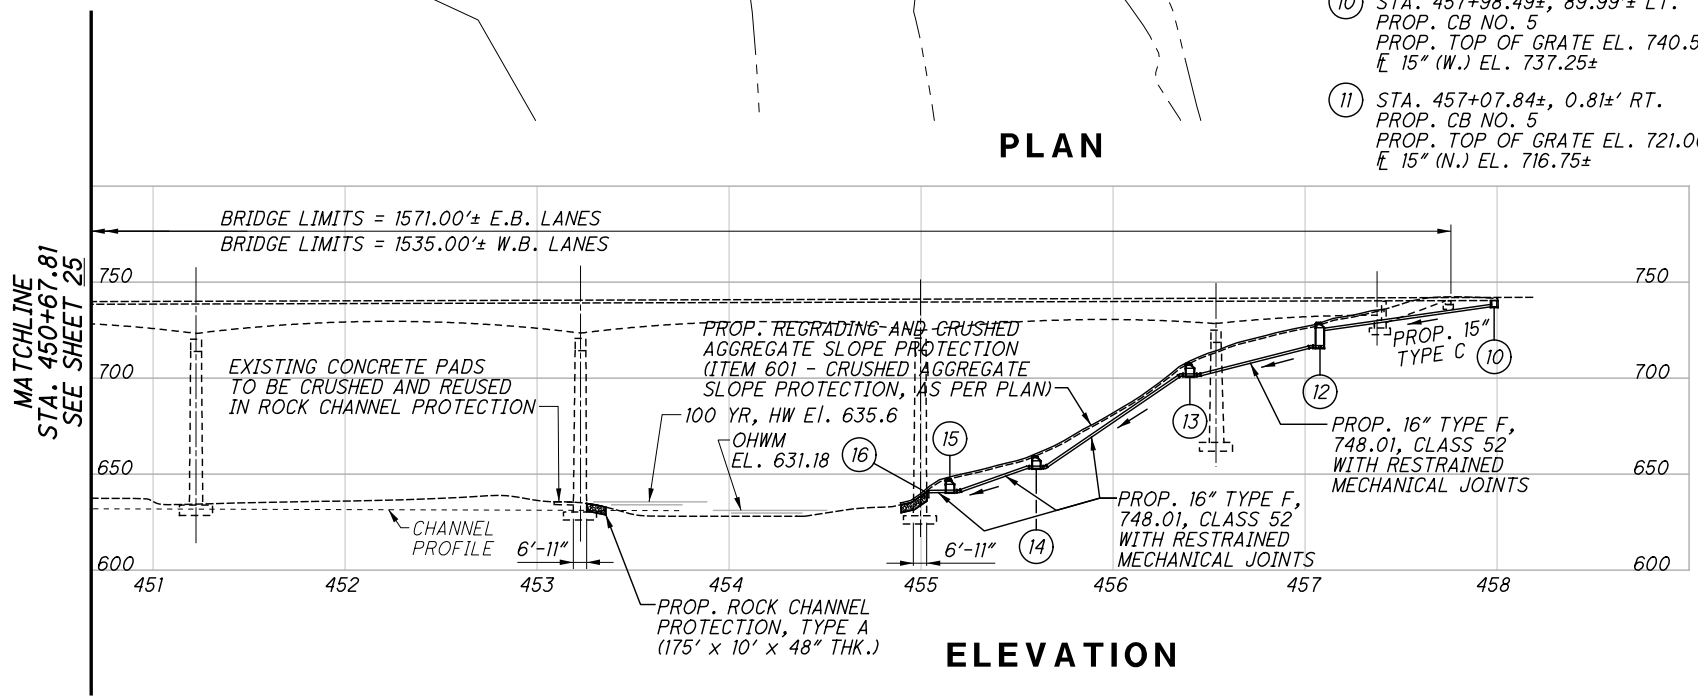 10 STA. 457+98.49±, 89.99'± LT.
PROP. CB NO. 5
PROP. TOP OF GRATE EL. 740.5
℄ 15" (W.) EL. 737.25±
11 STA. 457+07.84±, 0.81±' RT.
PROP. CB NO. 5
PROP. TOP OF GRATE EL. 721.0
℄ 15" (N.) EL. 716.75±
PLAN
MATCHLINE
STA. 450+67.81
SEE SHEET 25
BRIDGE LIMITS = 1571.00'± E.B. LANES
BRIDGE LIMITS = 1535.00'± W.B. LANES
750
750
700
700
650
650
600
600
EXISTING CONCRETE PADS
TO BE CRUSHED AND REUSED
IN ROCK CHANNEL PROTECTION
PROP. REGRADING AND CRUSHED
AGGREGATE SLOPE PROTECTION
(ITEM 601 - CRUSHED AGGREGATE
SLOPE PROTECTION, AS PER PLAN)
100 YR, HW El. 635.6
OHWM
EL. 631.18
16
15
14
13
12
10
PROP. 15"
TYPE C
PROP. 16" TYPE F,
748.01, CLASS 52
WITH RESTRAINED
MECHANICAL JOINTS
PROP. 16" TYPE F,
748.01, CLASS 52
WITH RESTRAINED
MECHANICAL JOINTS
CHANNEL
PROFILE
6'-11"
6'-11"
451
452
453
454
455
456
457
458
PROP. ROCK CHANNEL
PROTECTION, TYPE A
(175' x 10' x 48" THK.)
ELEVATION